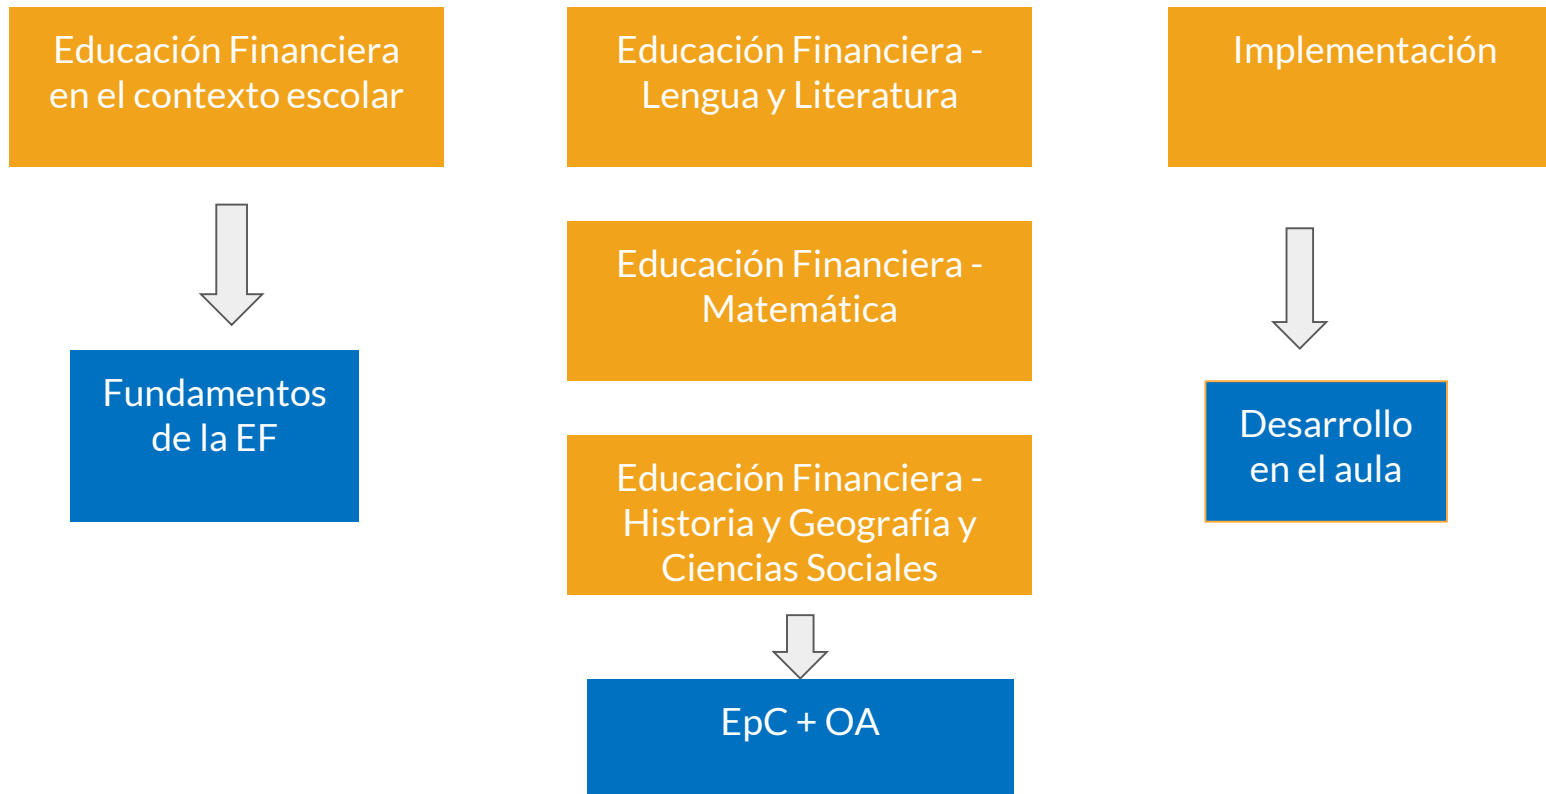 Educación Financiera
en el contexto escolar
Fundamentos
de la EF
Educación Financiera -
Lengua y Literatura
Educación Financiera -
Matemática
Educación Financiera -
Historia y Geografía y
Ciencias Sociales
EpC + OA
Implementación
Desarrollo
en el aula